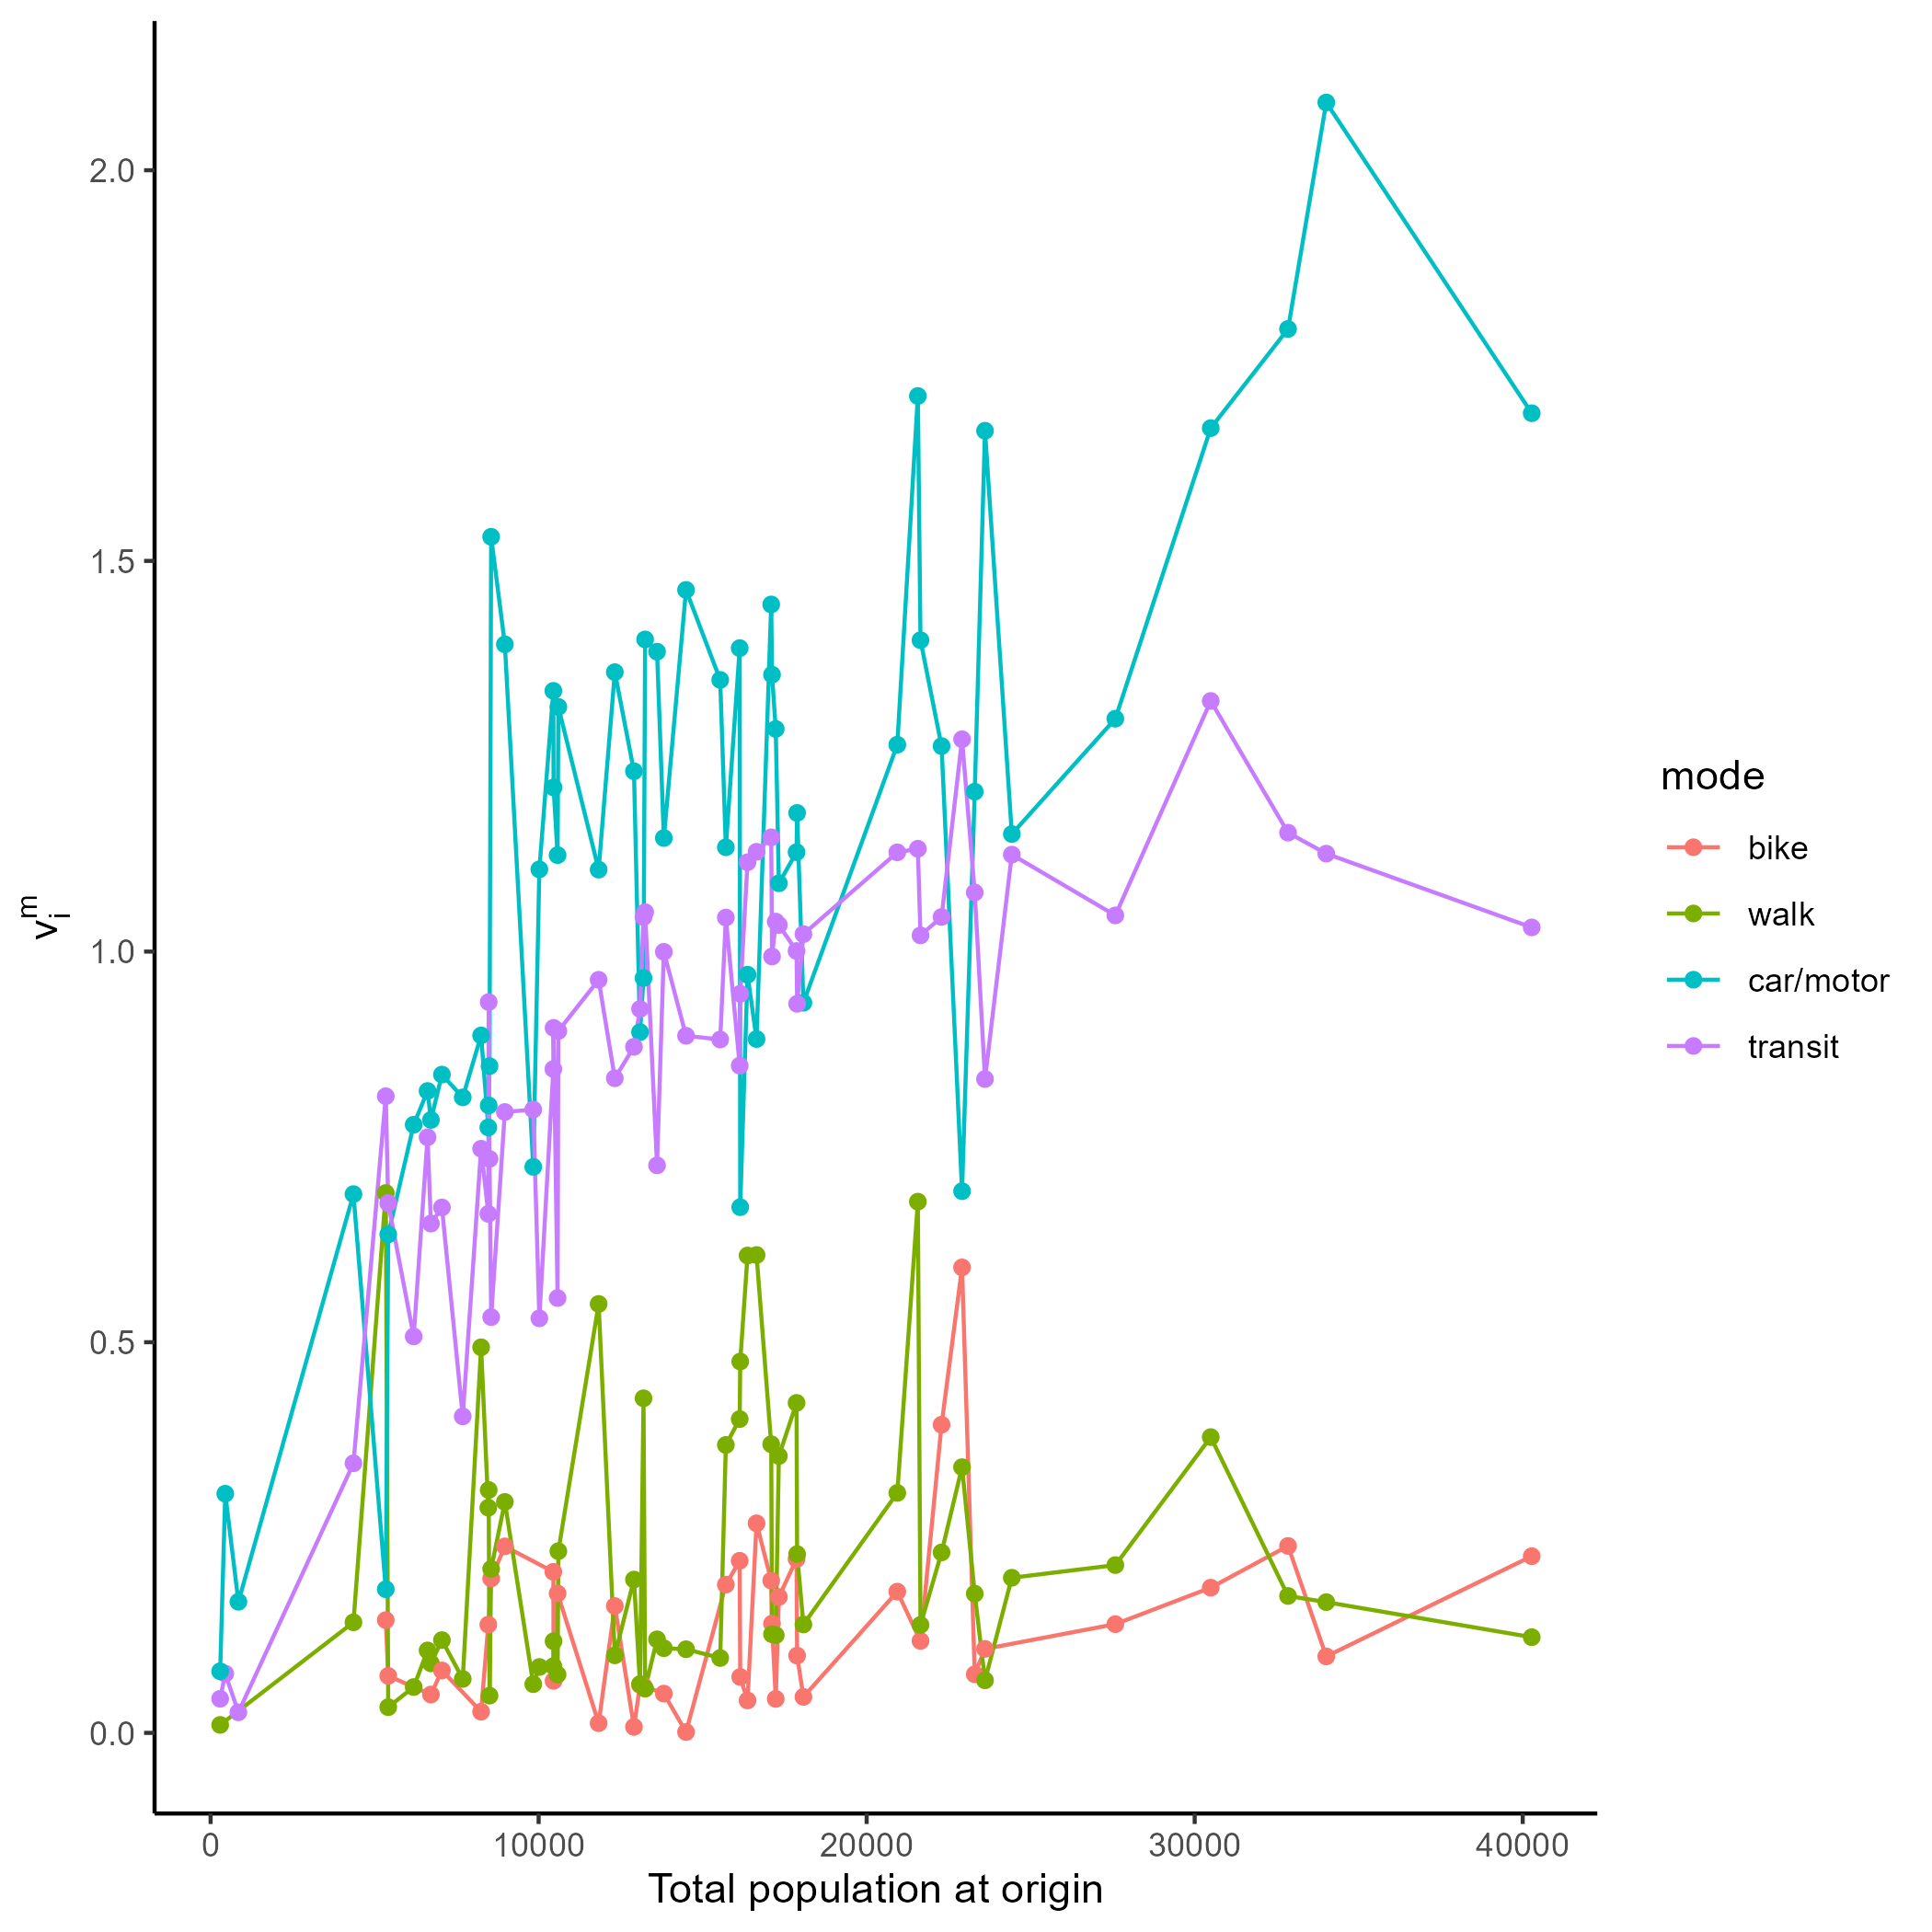 2.0
1.5
1.0
0.5
0.0
v_i^m
0 10000 20000 30000 40000
Total population at origin
mode
bike
walk
car/motor
transit